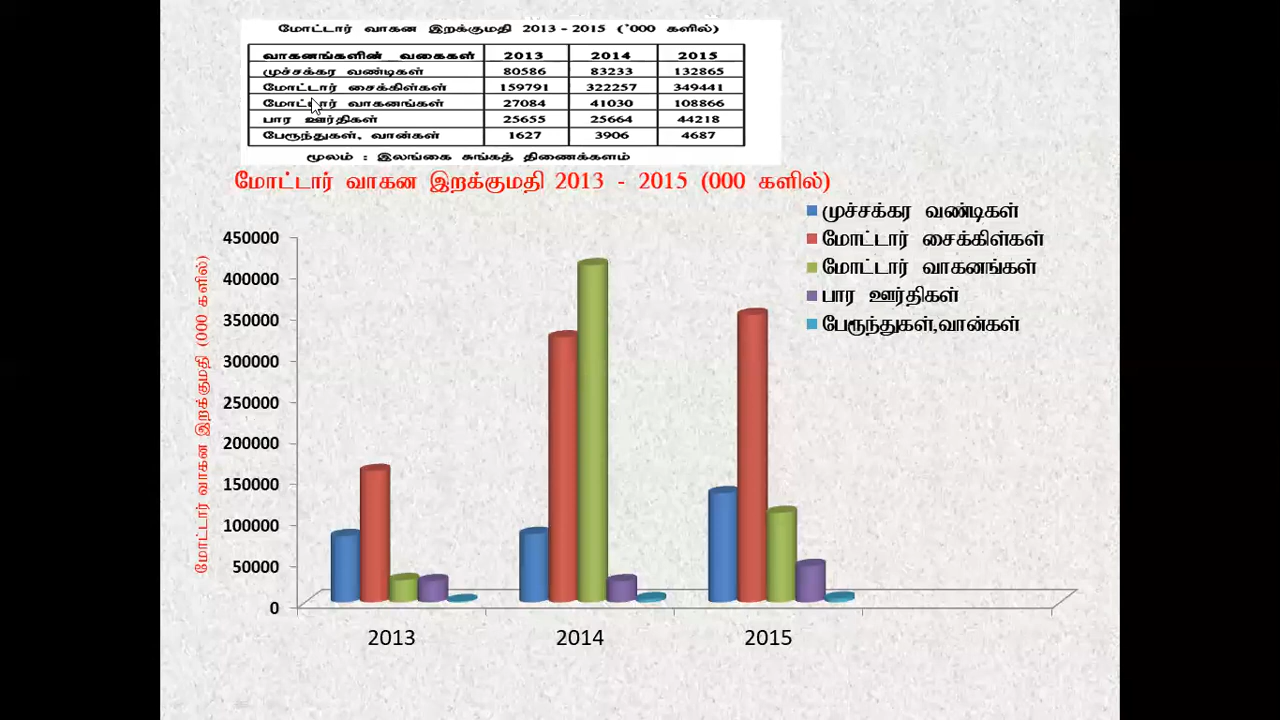 மோட்டார் வாகன இறக்குமதி 2013 - 2015 ('000 களில்)
வாகனங்களின் வகைகள் 2013 2014 2015
முச்சக்கர வண்டிகள் 80586 83233 132865
மோட்டார் சைக்கிள்கள் 159791 322257 349441
மோட்டார் வாகனங்கள் 27084 41030 108866
பார ஊர்திகள் 25655 25664 44218
பேரூந்துகள், வான்கள் 1627 3906 4687
மூலம் : இலங்கை சுங்கத் திணைக்களம்
மோட்டார் வாகன இறக்குமதி 2013 - 2015 (000 களில்)
முச்சக்கர வண்டிகள்
மோட்டார் சைக்கிள்கள்
மோட்டார் வாகனங்கள்
பார ஊர்திகள்
பேரூந்துகள்,வான்கள்
மோட்டார் வாகன இறக்குமதி (000 களில்)
450000
400000
350000
300000
250000
200000
150000
100000
50000
0
2013 2014 2015